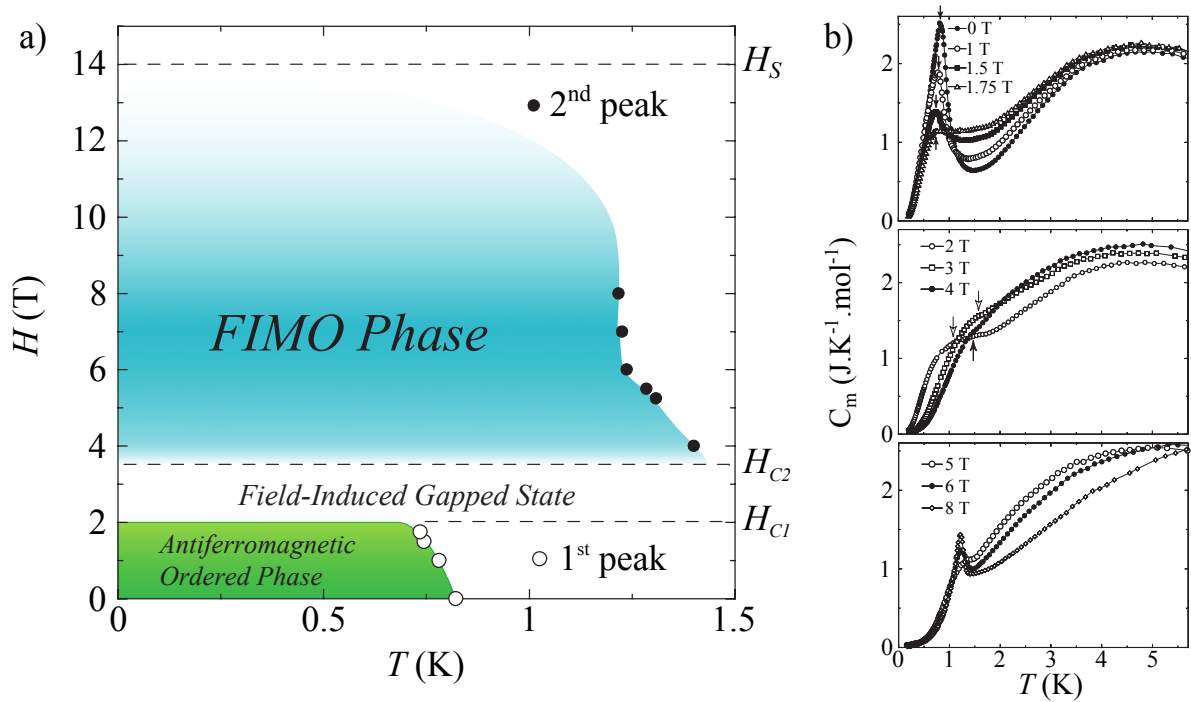 a)
H (T)
14
12
10
8
6
4
2
0
H_S
2nd peak
FIMO Phase
H_C2
Field-Induced Gapped State
H_C1
Antiferromagnetic
Ordered Phase
1st peak
0
0.5
1
1.5
T (K)
b)
C_m (J.K⁻¹.mol⁻¹)
2
1
0
0 T
1 T
1.5 T
1.75 T
2
1
0
2 T
3 T
4 T
2
1
0
5 T
6 T
8 T
0 1 2 3 4 5
T (K)